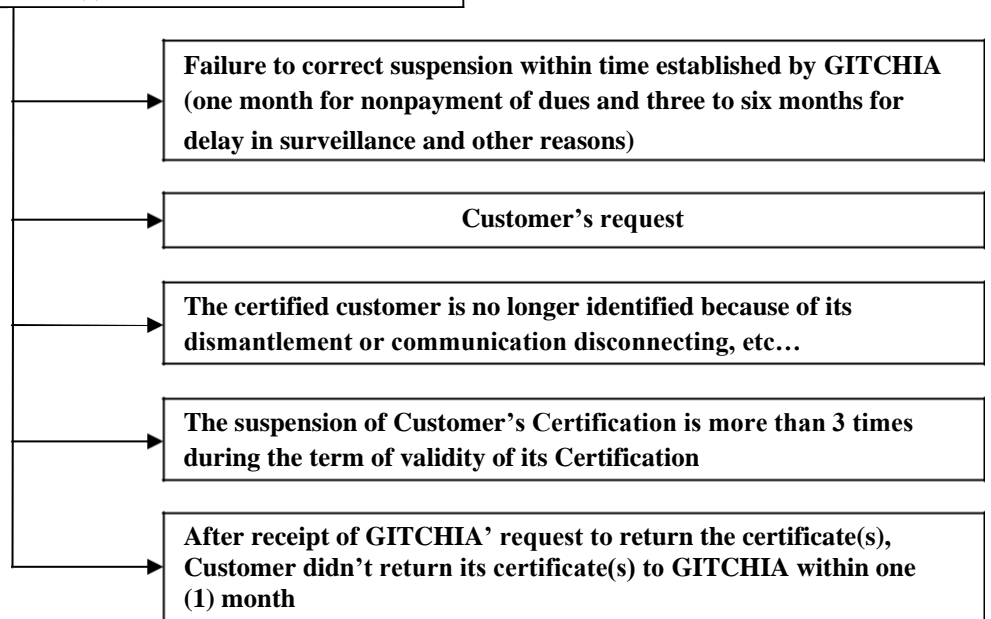 Failure to correct suspension within time established by GITCHIA
(one month for nonpayment of dues and three to six months for
delay in surveillance and other reasons)
Customer’s request
The certified customer is no longer identified because of its
dismantlement or communication disconnecting, etc…
The suspension of Customer’s Certification is more than 3 times
during the term of validity of its Certification
After receipt of GITCHIA’ request to return the certificate(s),
Customer didn’t return its certificate(s) to GITCHIA within one
(1) month